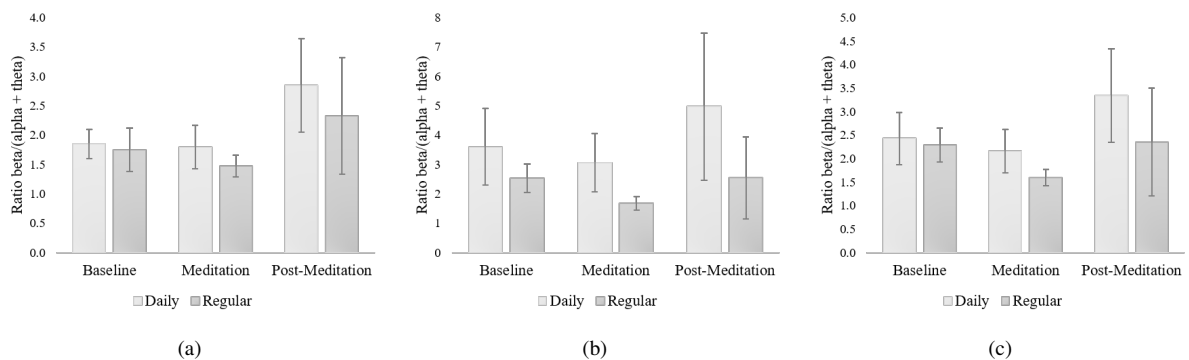 Ratio beta/(alpha + theta)
4.0
3.5
3.0
2.5
2.0
1.5
1.0
0.5
0.0
Baseline Meditation Post-Meditation
Daily Regular
(a)
Ratio beta/(alpha + theta)
8
7
6
5
4
3
2
1
0
Baseline Meditation Post-Meditation
Daily Regular
(b)
Ratio beta/(alpha + theta)
5.0
4.5
4.0
3.5
3.0
2.5
2.0
1.5
1.0
0.5
0.0
Baseline Meditation Post-Meditation
Daily Regular
(c)